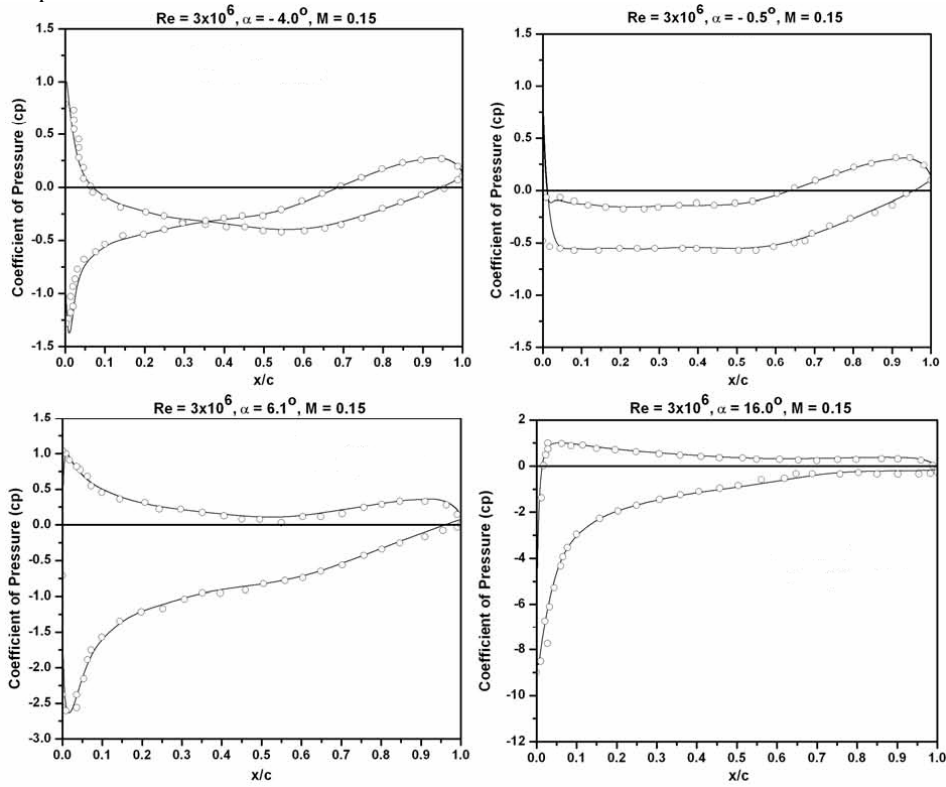 Re = 3x10⁶, α = - 4.0º, M = 0.15
Coefficient of Pressure (cp)
1.5
1.0
0.5
0.0
-0.5
-1.0
-1.5
0.0 0.1 0.2 0.3 0.4 0.5 0.6 0.7 0.8 0.9 1.0
x/c
Re = 3x10⁶, α = - 0.5º, M = 0.15
Coefficient of Pressure (cp)
1.5
1.0
0.5
0.0
-0.5
-1.0
-1.5
0.0 0.1 0.2 0.3 0.4 0.5 0.6 0.7 0.8 0.9 1.0
x/c
Re = 3x10⁶, α = 6.1º, M = 0.15
Coefficient of Pressure (cp)
1.5
1.0
0.5
0.0
-0.5
-1.0
-1.5
-2.0
-2.5
-3.0
0.0 0.1 0.2 0.3 0.4 0.5 0.6 0.7 0.8 0.9 1.0
x/c
Re = 3x10⁶, α = 16.0º, M = 0.15
Coefficient of Pressure (cp)
2
0
-2
-4
-6
-8
-10
-12
0.0 0.1 0.2 0.3 0.4 0.5 0.6 0.7 0.8 0.9 1.0
x/c